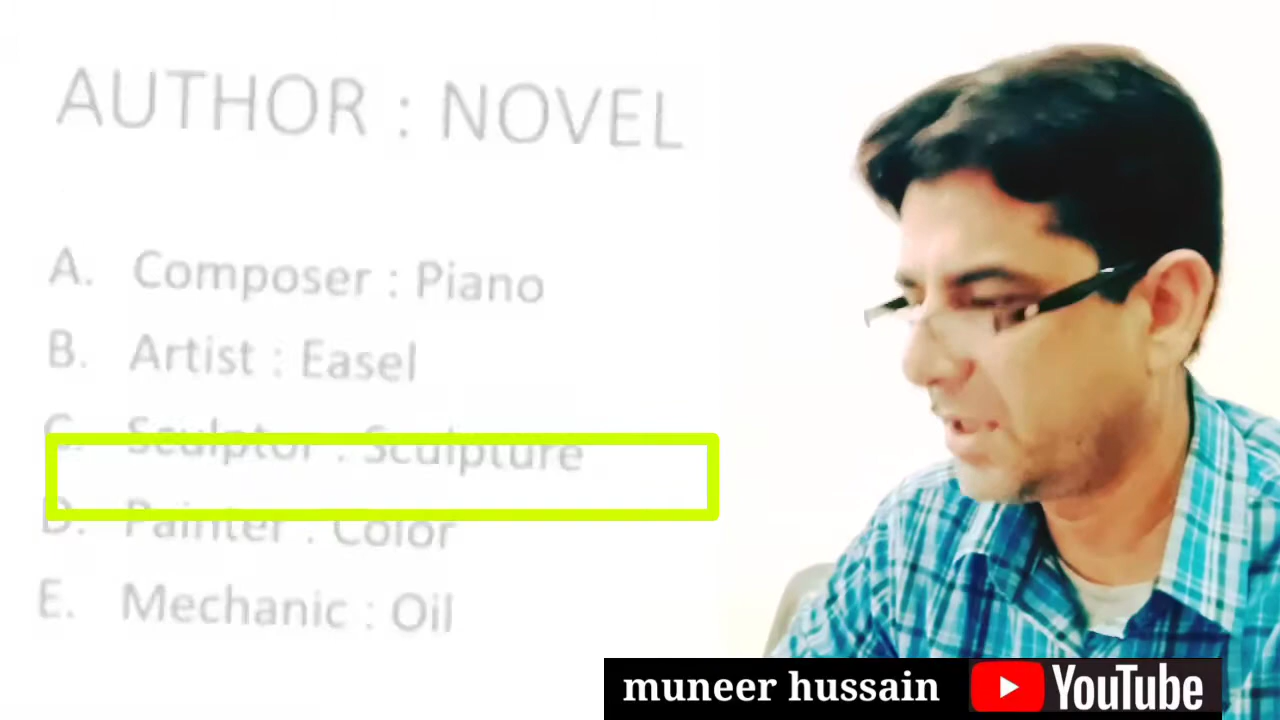 AUTHOR : NOVEL
A. Composer : Piano
B. Artist : Easel
C. Sculptor : Sculpture
D. Painter : Color
E. Mechanic : Oil
muneer hussain YouTube